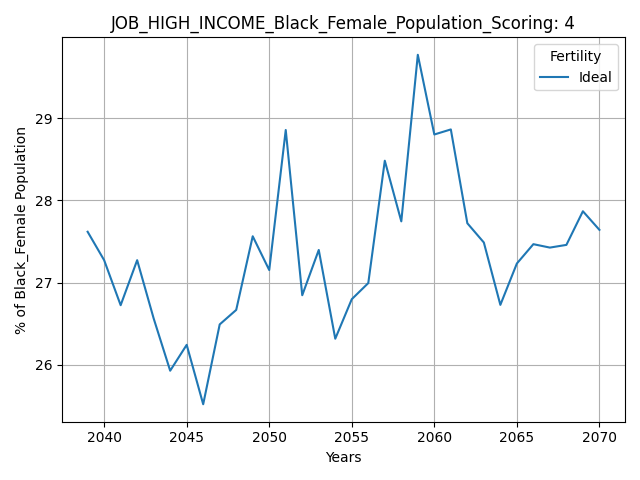 JOB_HIGH_INCOME_Black_Female_Population_Scoring: 4
Fertility
Ideal
% of Black_Female Population
29
28
27
26
2040 2045 2050 2055 2060 2065 2070
Years